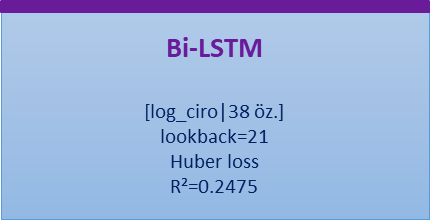 Bi-LSTM
[log_ciro|38 öz.]
lookback=21
Huber loss
R²=0.2475